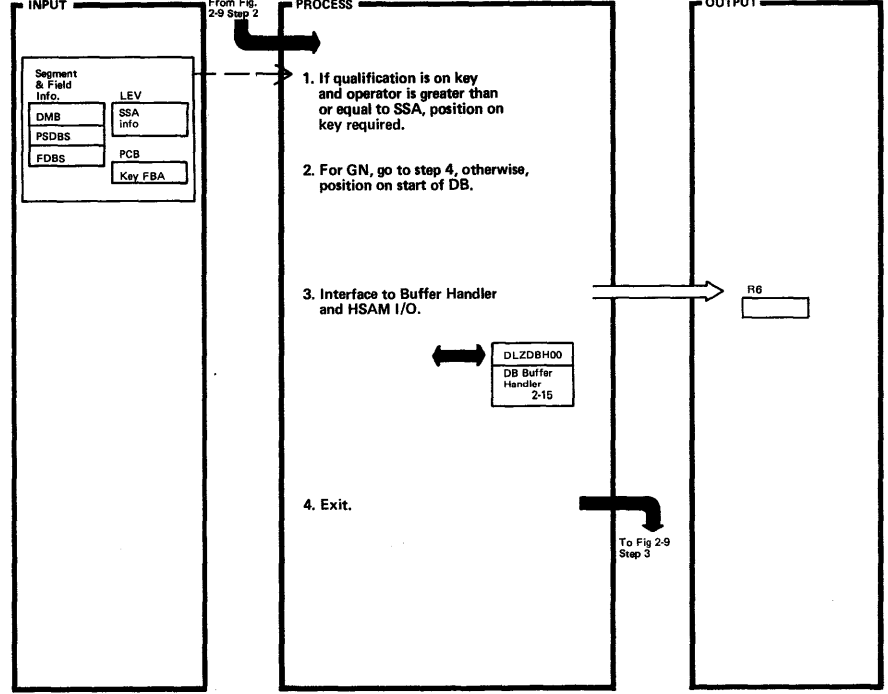 INPUT
From Fig.
2-9 Step 2
PROCESS
OUTPUT
Segment
& Field
Info.
DMB
PSDBS
FDBS
LEV
SSA
info
PCB
Key FBA
1. If qualification is on key
and operator is greater than
or equal to SSA, position on
key required.
2. For GN, go to step 4, otherwise,
position on start of DB.
3. Interface to Buffer Handler
and HSAM I/O.
R6
DLZDBH00
DB Buffer
Handler
2-15
4. Exit.
To Fig 2-9
Step 3